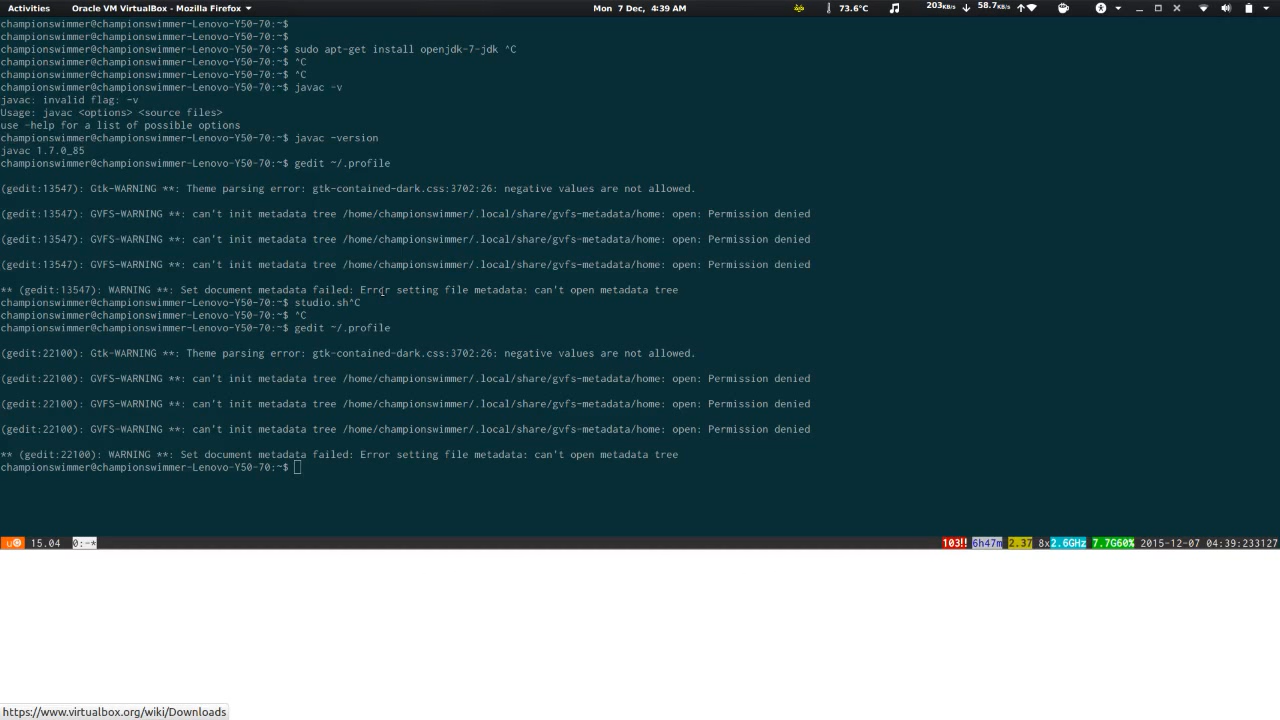 Activities Oracle VM VirtualBox - Mozilla Firefox Mon 7 Dec, 4:39 AM 73.6°C 203KB/s 58.7KB/s
championswimmer@championswimmer-Lenovo-Y50-70:~$
championswimmer@championswimmer-Lenovo-Y50-70:~$
championswimmer@championswimmer-Lenovo-Y50-70:~$ sudo apt-get install openjdk-7-jdk ^C
championswimmer@championswimmer-Lenovo-Y50-70:~$ ^C
championswimmer@championswimmer-Lenovo-Y50-70:~$ ^C
championswimmer@championswimmer-Lenovo-Y50-70:~$ javac -v
javac: invalid flag: -v
Usage: javac <options> <source files>
use -help for a list of possible options
championswimmer@championswimmer-Lenovo-Y50-70:~$ javac -version
javac 1.7.0_85
championswimmer@championswimmer-Lenovo-Y50-70:~$ gedit ~/.profile
(gedit:13547): Gtk-WARNING **: Theme parsing error: gtk-contained-dark.css:3702:26: negative values are not allowed.
(gedit:13547): GVFS-WARNING **: can't init metadata tree /home/championswimmer/.local/share/gvfs-metadata/home: open: Permission denied
(gedit:13547): GVFS-WARNING **: can't init metadata tree /home/championswimmer/.local/share/gvfs-metadata/home: open: Permission denied
(gedit:13547): GVFS-WARNING **: can't init metadata tree /home/championswimmer/.local/share/gvfs-metadata/home: open: Permission denied
** (gedit:13547): WARNING **: Set document metadata failed: Error setting file metadata: can't open metadata tree
championswimmer@championswimmer-Lenovo-Y50-70:~$ studio.sh^C
championswimmer@championswimmer-Lenovo-Y50-70:~$ ^C
championswimmer@championswimmer-Lenovo-Y50-70:~$ gedit ~/.profile
(gedit:22100): Gtk-WARNING **: Theme parsing error: gtk-contained-dark.css:3702:26: negative values are not allowed.
(gedit:22100): GVFS-WARNING **: can't init metadata tree /home/championswimmer/.local/share/gvfs-metadata/home: open: Permission denied
(gedit:22100): GVFS-WARNING **: can't init metadata tree /home/championswimmer/.local/share/gvfs-metadata/home: open: Permission denied
(gedit:22100): GVFS-WARNING **: can't init metadata tree /home/championswimmer/.local/share/gvfs-metadata/home: open: Permission denied
** (gedit:22100): WARNING **: Set document metadata failed: Error setting file metadata: can't open metadata tree
championswimmer@championswimmer-Lenovo-Y50-70:~$
u 15.04 0:-* 103!! 6h47m 2.37 8x2.6GHz 7.7G60% 2015-12-07 04:39:233127
https://www.virtualbox.org/wiki/Downloads